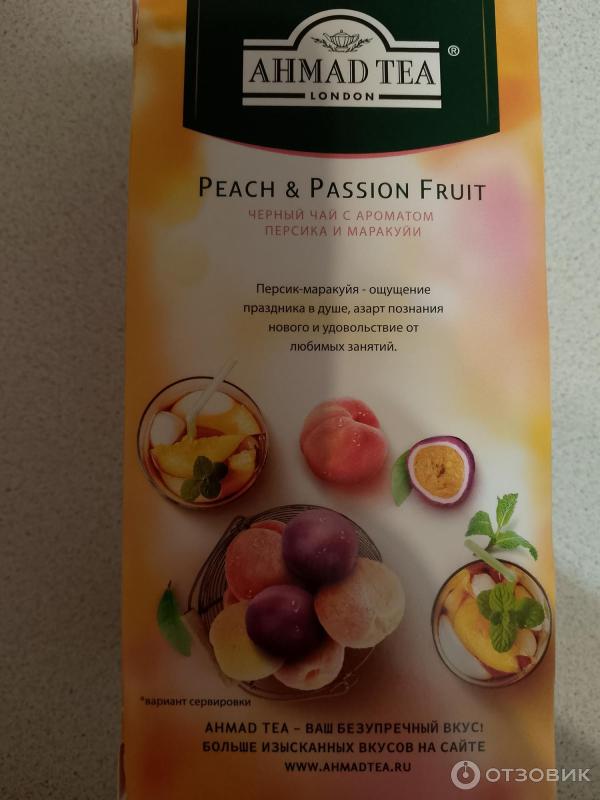 AHMAD TEA ®
LONDON
PEACH & PASSION FRUIT
ЧЕРНЫЙ ЧАЙ С АРОМАТОМ
ПЕРСИКА И МАРАКУЙИ
Персик-маракуйя - ощущение
праздника в душе, азарт познания
нового и удовольствие от
любимых занятий.
*вариант сервировки
AHMAD TEA – ВАШ БЕЗУПРЕЧНЫЙ ВКУС!
БОЛЬШЕ ИЗЫСКАННЫХ ВКУСОВ НА САЙТЕ
WWW.AHMADTEA.RU
ОТЗОВИК